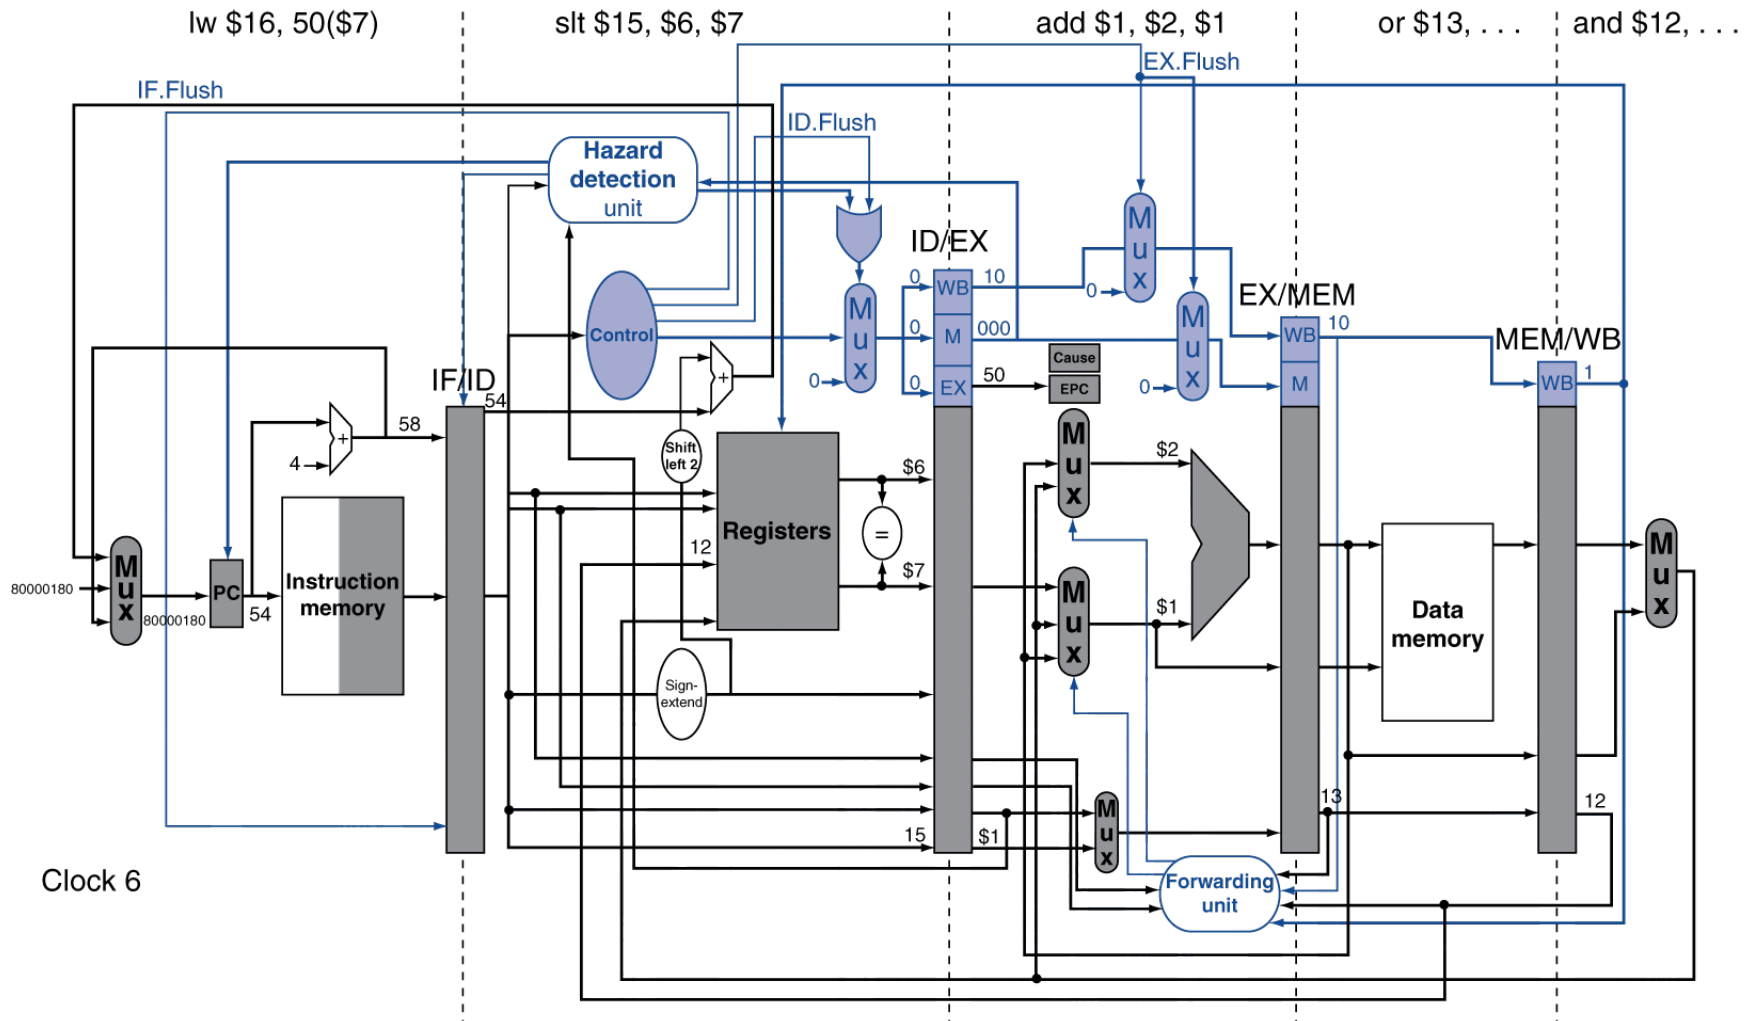 lw $16, 50($7)
slt $15, $6, $7
add $1, $2, $1
or $13, . . .
and $12, . . .
EX.Flush
IF.Flush
ID.Flush
Hazard
detection
unit
ID/EX
M
u
x
0
WB
10
0
EX/MEM
Control
M
u
x
0
0
M
000
M
u
x
0
WB
10
MEM/WB
Cause
+
IF/ID
0
EX
50
EPC
M
WB
1
54
58
+
4
Shift
left 2
M
u
x
$2
$6
Registers
=
12
$7
M
u
x
80000180
80000180
PC
54
Instruction
memory
M
u
x
$1
Data
memory
M
u
x
Sign-
extend
M
u
x
13
12
15
$1
Clock 6
Forwarding
unit